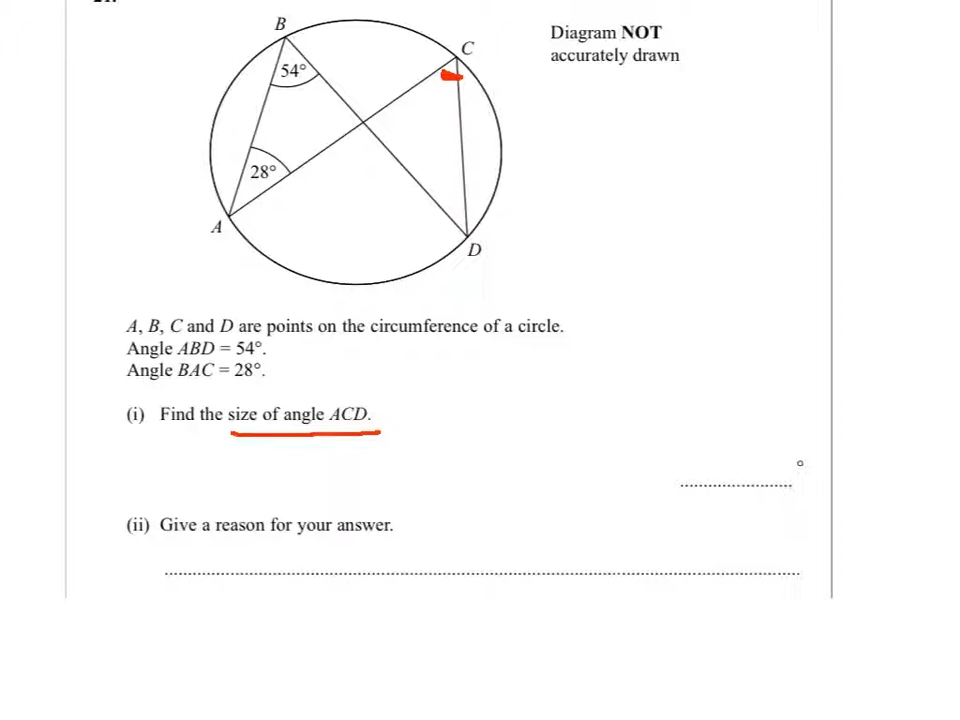 B
C
Diagram NOT
accurately drawn
54°
28°
A
D
A, B, C and D are points on the circumference of a circle.
Angle ABD = 54°.
Angle BAC = 28°.
(i) Find the size of angle ACD.
°
(ii) Give a reason for your answer.